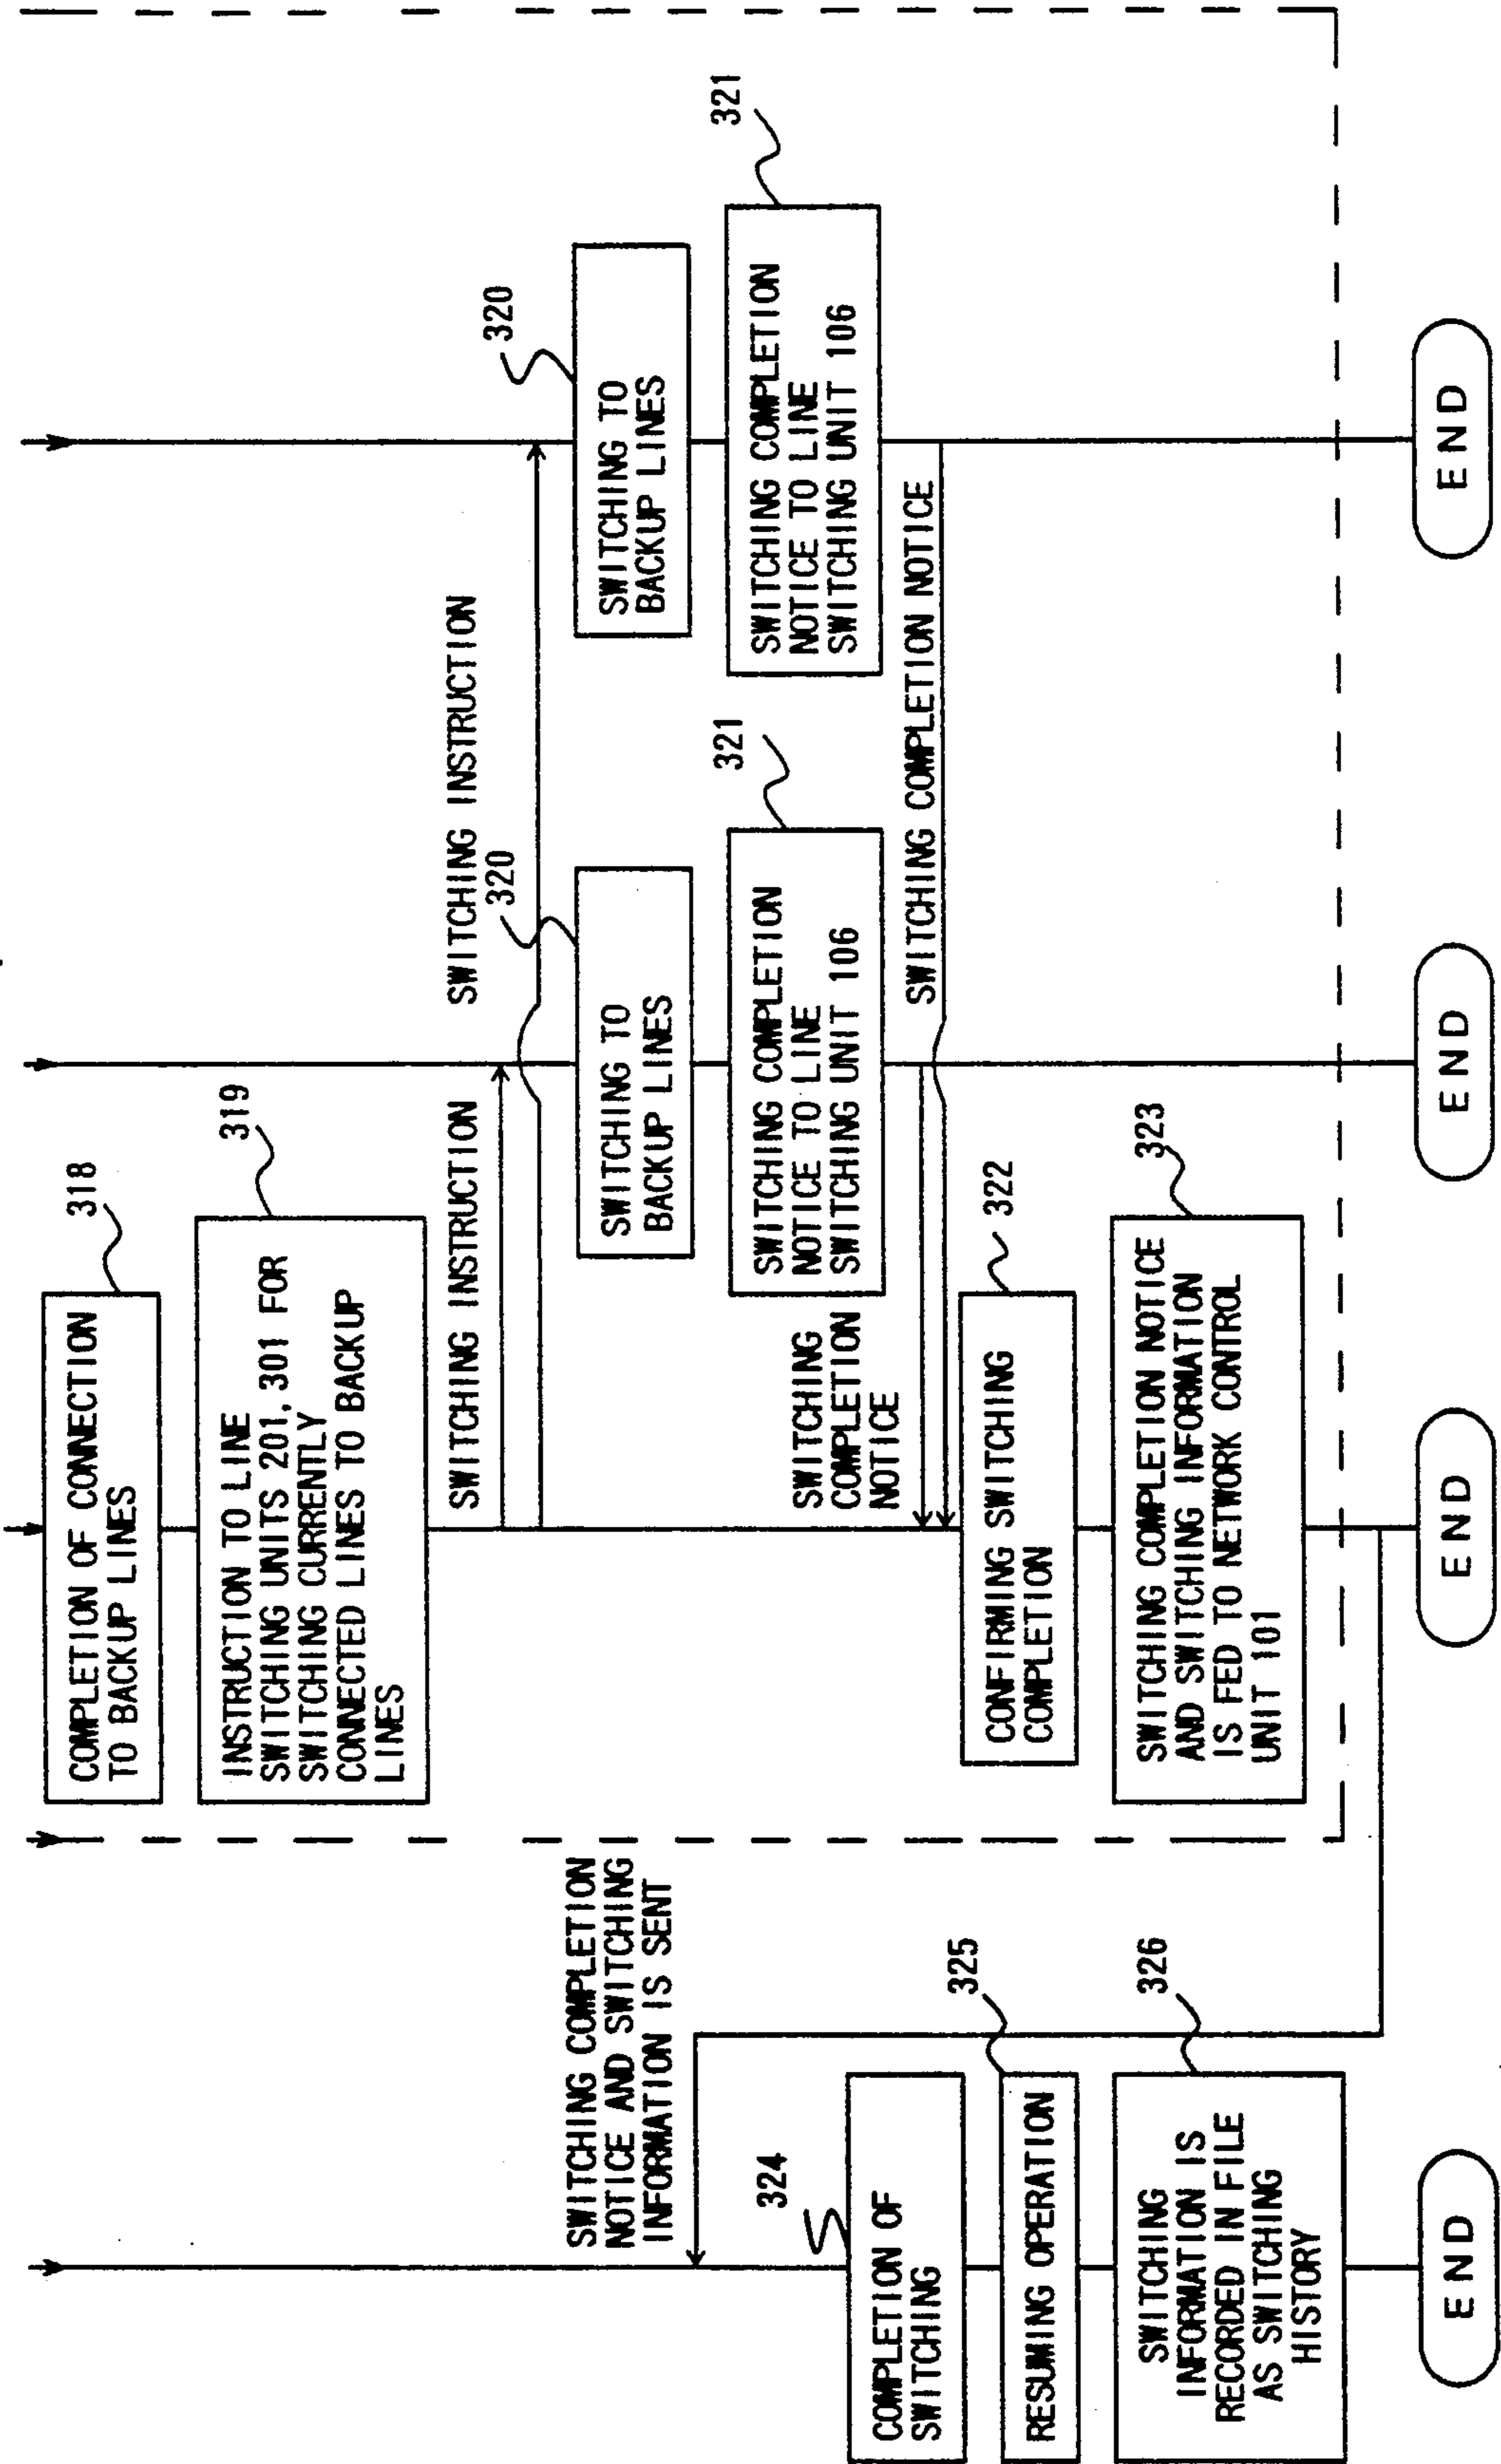 COMPLETION OF CONNECTION
TO BACKUP LINES
318
INSTRUCTION TO LINE
SWITCHING UNITS 201, 301 FOR
SWITCHING CURRENTLY
CONNECTED LINES TO BACKUP
LINES
319
SWITCHING INSTRUCTION
SWITCHING INSTRUCTION
SWITCHING TO
BACKUP LINES
320
SWITCHING TO
BACKUP LINES
320
SWITCHING COMPLETION
NOTICE TO LINE
SWITCHING UNIT 106
321
SWITCHING COMPLETION
NOTICE TO LINE
SWITCHING UNIT 106
321
SWITCHING
COMPLETION
NOTICE
SWITCHING COMPLETION NOTICE
CONFIRMING SWITCHING
COMPLETION
322
SWITCHING COMPLETION NOTICE
AND SWITCHING INFORMATION
IS FED TO NETWORK CONTROL
UNIT 101
323
SWITCHING COMPLETION
NOTICE AND SWITCHING
INFORMATION IS SENT
COMPLETION OF
SWITCHING
324
RESUMING OPERATION
325
SWITCHING
INFORMATION IS
RECORDED IN FILE
AS SWITCHING
HISTORY
326
END
END
END
END